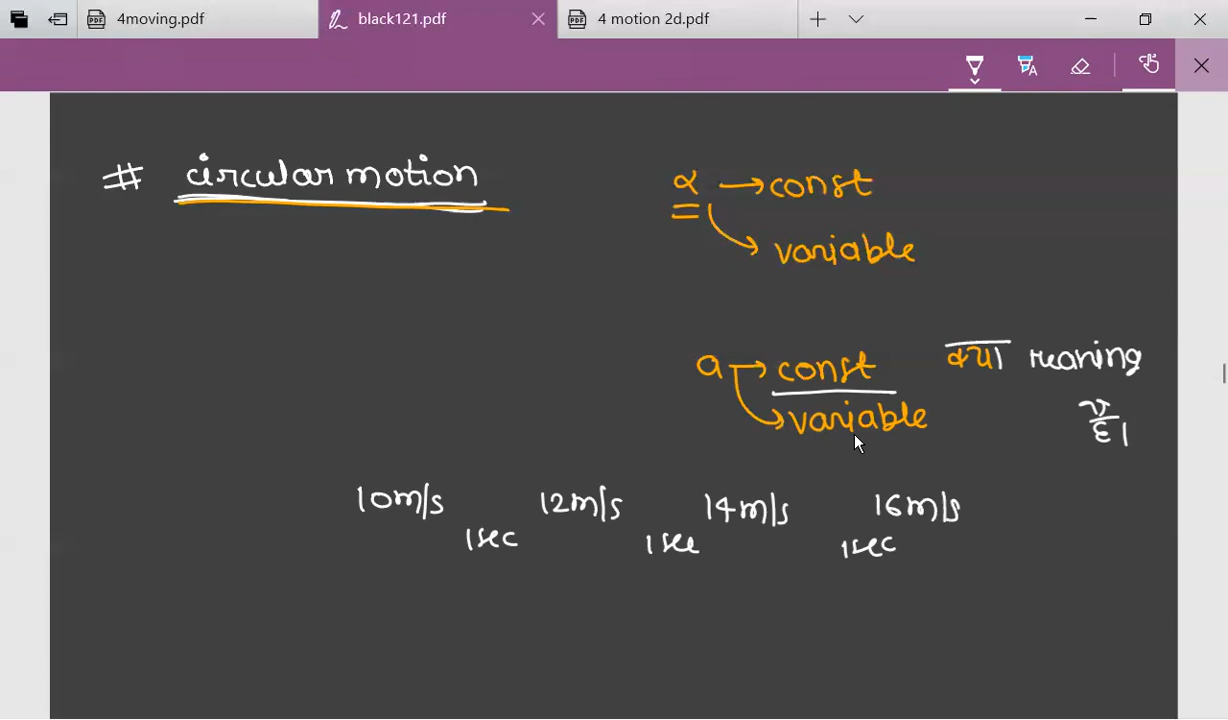 4moving.pdf black121.pdf 4 motion 2d.pdf
# circular motion
α → const
variable
a → const क्या meaning
variable
10m/s 12m/s 14m/s 16m/s
1sec 1sec 1sec